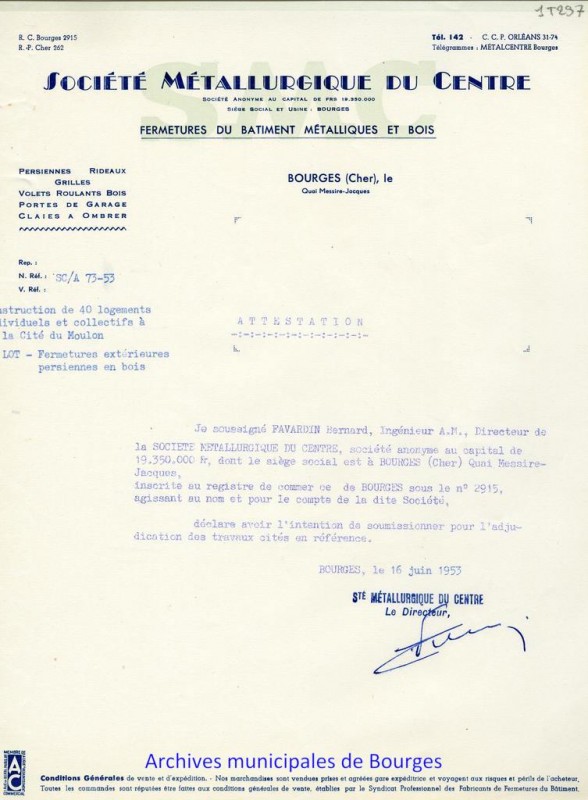 1T297
R. C. Bourges 2915
R.-P. Cher 262
Tél. 142 - C. C. P. ORLÉANS 31-74
Télégrammes : METALCENTRE Bourges
SMC
SOCIÉTÉ MÉTALLURGIQUE DU CENTRE
SOCIÉTÉ ANONYME AU CAPITAL DE FRS 19.350.000
SIÈGE SOCIAL ET USINE : BOURGES
FERMETURES DU BATIMENT MÉTALLIQUES ET BOIS
PERSIENNES RIDEAUX
GRILLES
VOLETS ROULANTS BOIS
PORTES DE GARAGE
CLAIES A OMBRER
BOURGES (Cher), le
Quai Messire-Jacques
Rep. :
N. Réf. : SC/A 73-53
V. Réf. :
nstruction de 40 logements
dividuels et collectifs à
la Cité du Moulon
LOT - Fermetures extérieures
persiennes en bois
ATTESTATION
-:-:-:-:-:-:-:-:-:-:-
Je soussigné FAVARDIN Bernard, Ingénieur A.M., Directeur de
la SOCIETE METALLURGIQUE DU CENTRE, société anonyme au capital de
19.350.000 fr, dont le siège social est à BOURGES (Cher) Quai Messire-
Jacques,
inscrite au registre de commer ce de BOURGES sous le n° 2915,
agissant au nom et pour le compte de la dite Société,
déclare avoir l'intention de soumissionner pour l'adju-
dication des travaux cités en référence.
BOURGES, le 16 juin 1953
STÉ MÉTALLURGIQUE DU CENTRE
Le Directeur,
AC
Archives municipales de Bourges
Conditions Générales de vente et d'expédition. - Nos marchandises sont vendues prises et agréées gare expéditrice et voyagent aux risques et périls de l'acheteur.
Toutes les commandes sont réputées être faites aux conditions générales de vente, établies par le Syndicat Professionnel des Fabricants de Fermetures du Bâtiment.